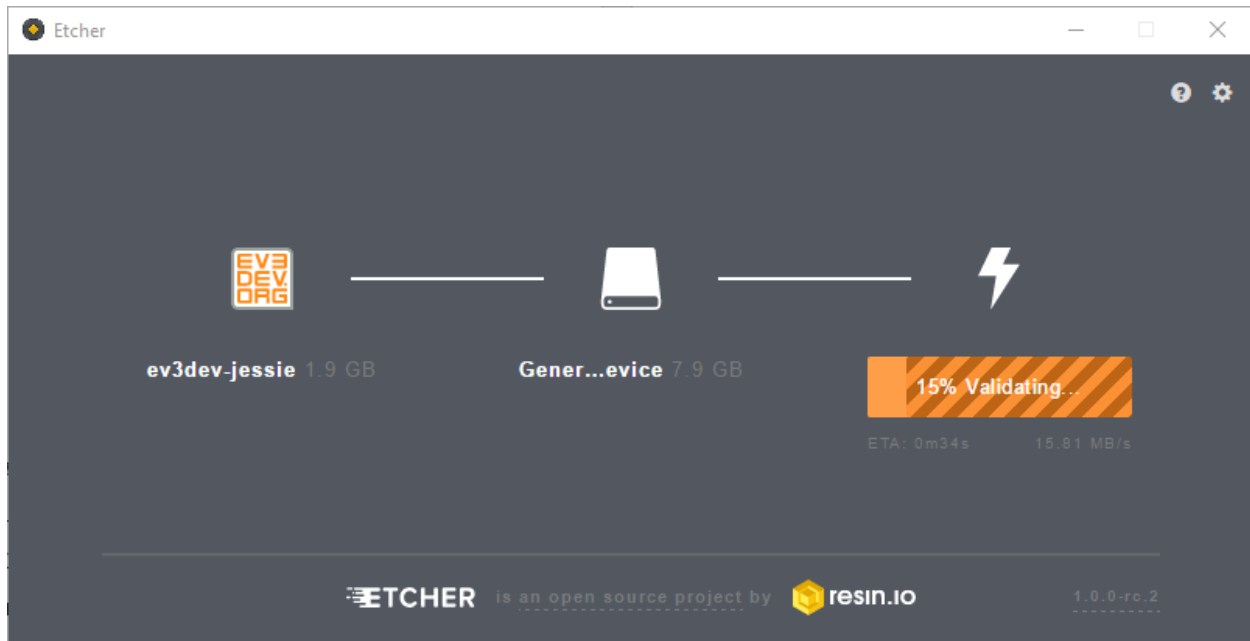 Etcher
EV3
DEV.
ORG
ev3dev-jessie 1.9 GB
Gener...evice 7.9 GB
15% Validating...
ETA: 0m34s
15.81 MB/s
ETCHER is an open source project by resin.io
1.0.0-rc.2